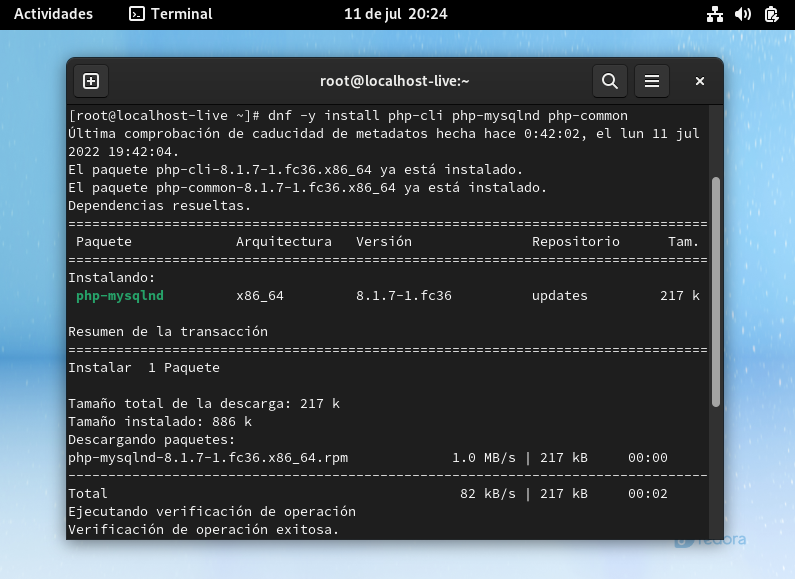 Actividades Terminal 11 de jul 20:24
root@localhost-live:~
[root@localhost-live ~]# dnf -y install php-cli php-mysqlnd php-common
Última comprobación de caducidad de metadatos hecha hace 0:42:02, el lun 11 jul
2022 19:42:04.
El paquete php-cli-8.1.7-1.fc36.x86_64 ya está instalado.
El paquete php-common-8.1.7-1.fc36.x86_64 ya está instalado.
Dependencias resueltas.
================================================================================
Paquete Arquitectura Versión Repositorio Tam.
================================================================================
Instalando:
php-mysqlnd x86_64 8.1.7-1.fc36 updates 217 k
Resumen de la transacción
================================================================================
Instalar 1 Paquete
Tamaño total de la descarga: 217 k
Tamaño instalado: 886 k
Descargando paquetes:
php-mysqlnd-8.1.7-1.fc36.x86_64.rpm 1.0 MB/s | 217 kB 00:00
--------------------------------------------------------------------------------
Total 82 kB/s | 217 kB 00:02
Ejecutando verificación de operación
Verificación de operación exitosa.
fedora